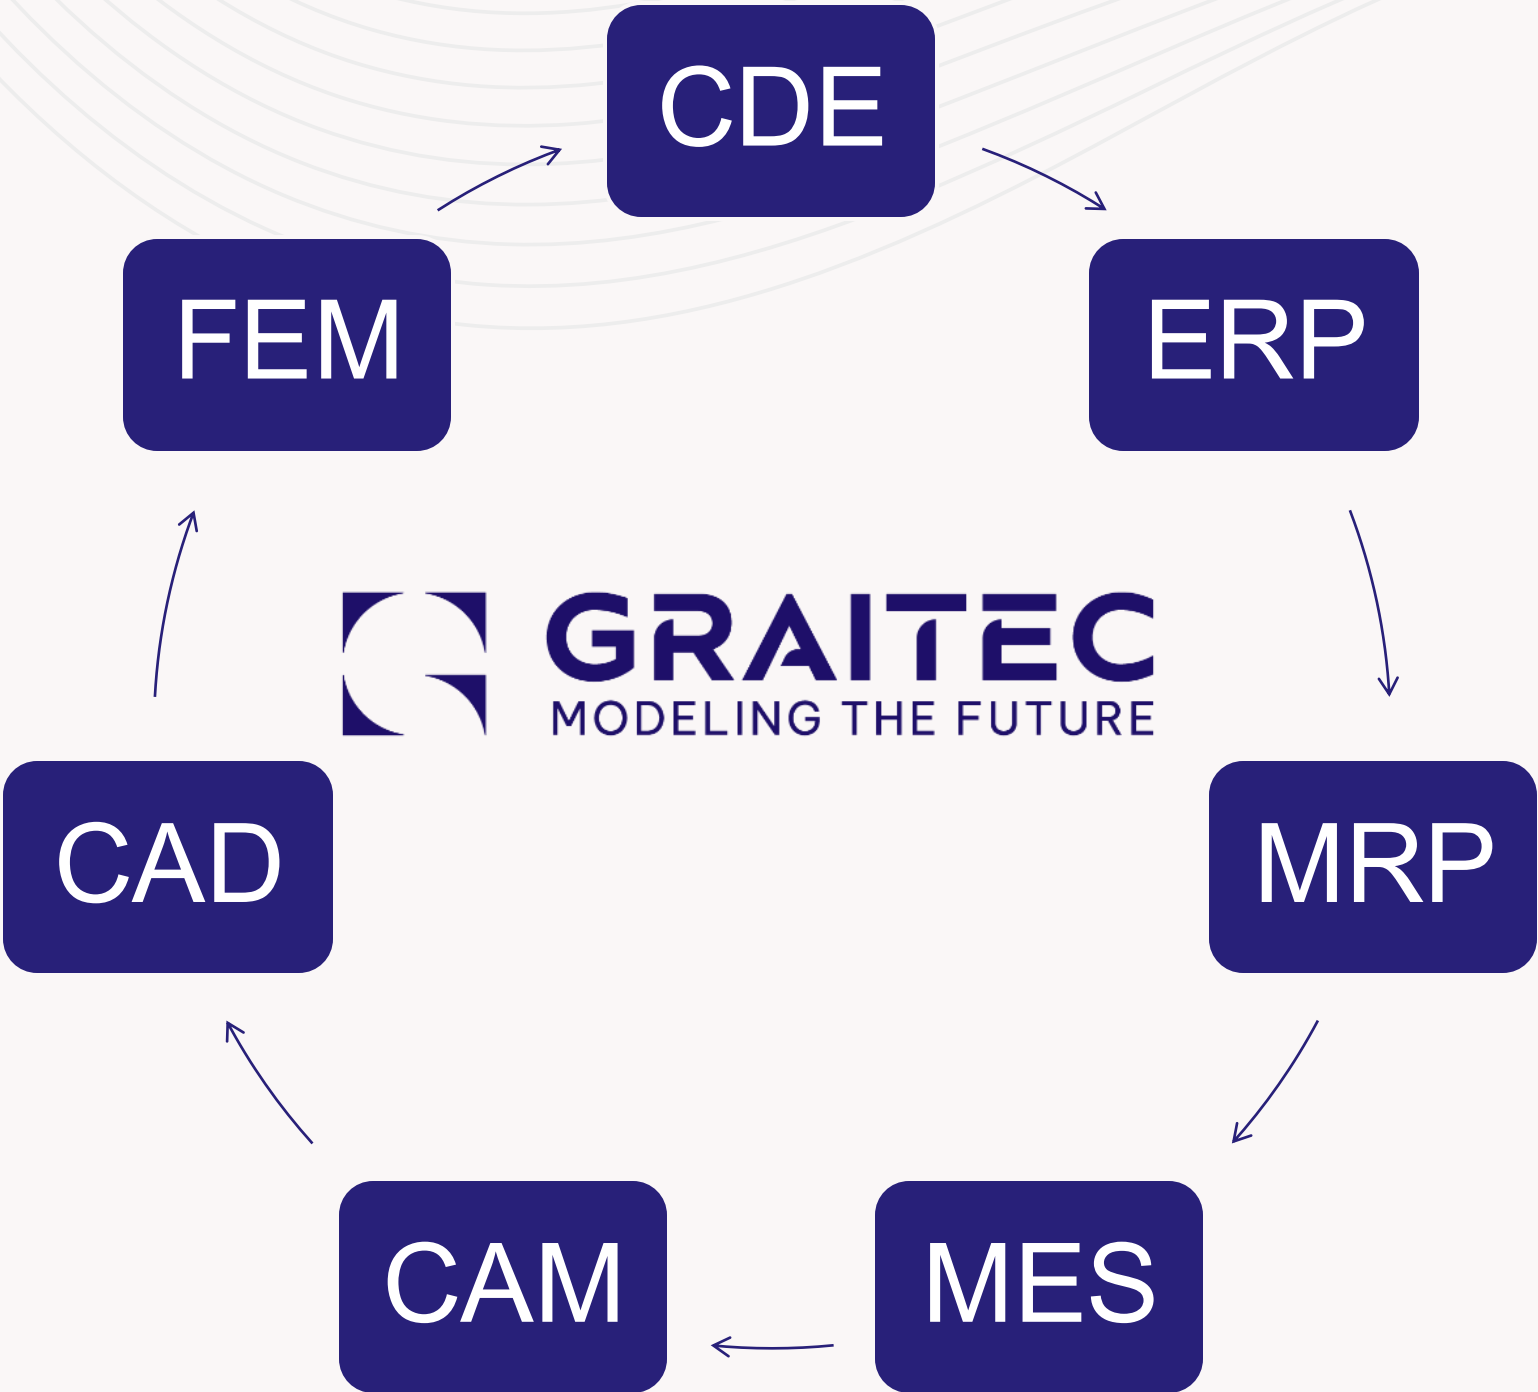 CDE
FEM
ERP
GRAITEC
MODELING THE FUTURE
CAD
MRP
CAM
MES